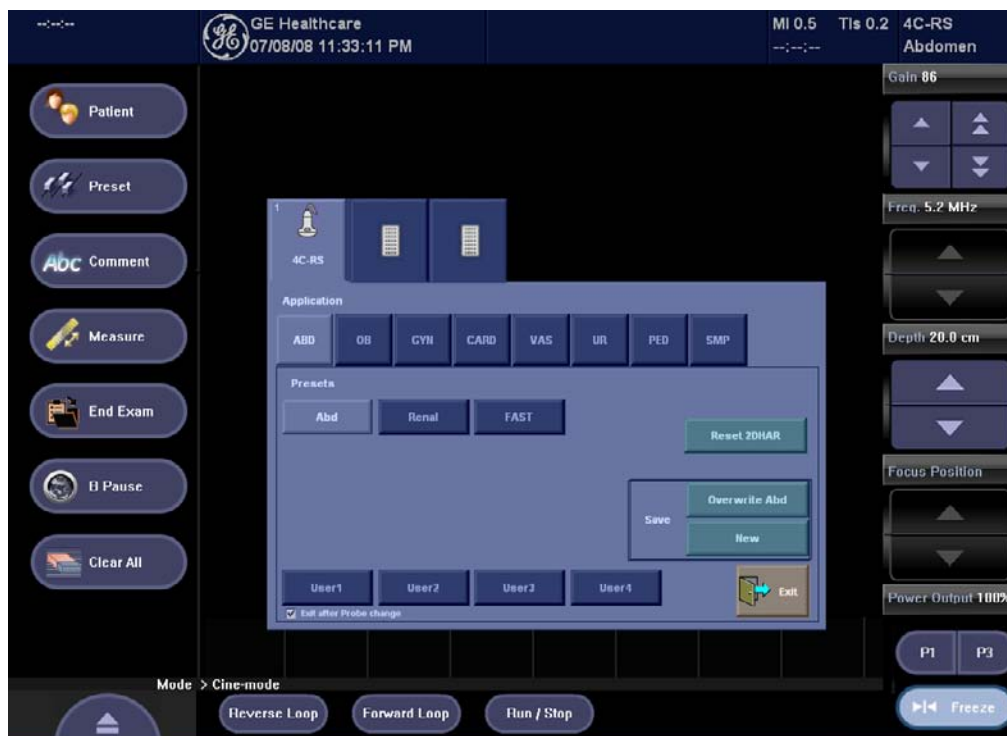 --:--:--
GE Healthcare
07/08/08 11:33:11 PM
MI 0.5 TIs 0.2
--:--:--
4C-RS
Abdomen
Patient
Preset
Abc Comment
Measure
End Exam
B Pause
Clear All
1
4C-RS
Application
ABD OB GYN CARD VAS UR PED SMP
Presets
Abd Renal FAST
Reset 2DHAR
Save
Overwrite Abd
New
User1 User2 User3 User4
Exit
Exit after Probe change
Gain 86
Freq. 5.2 MHz
Depth 20.0 cm
Focus Position
Power Output 100%
P1 P3
Freeze
Mode > Cine-mode
Reverse Loop Forward Loop Run / Stop